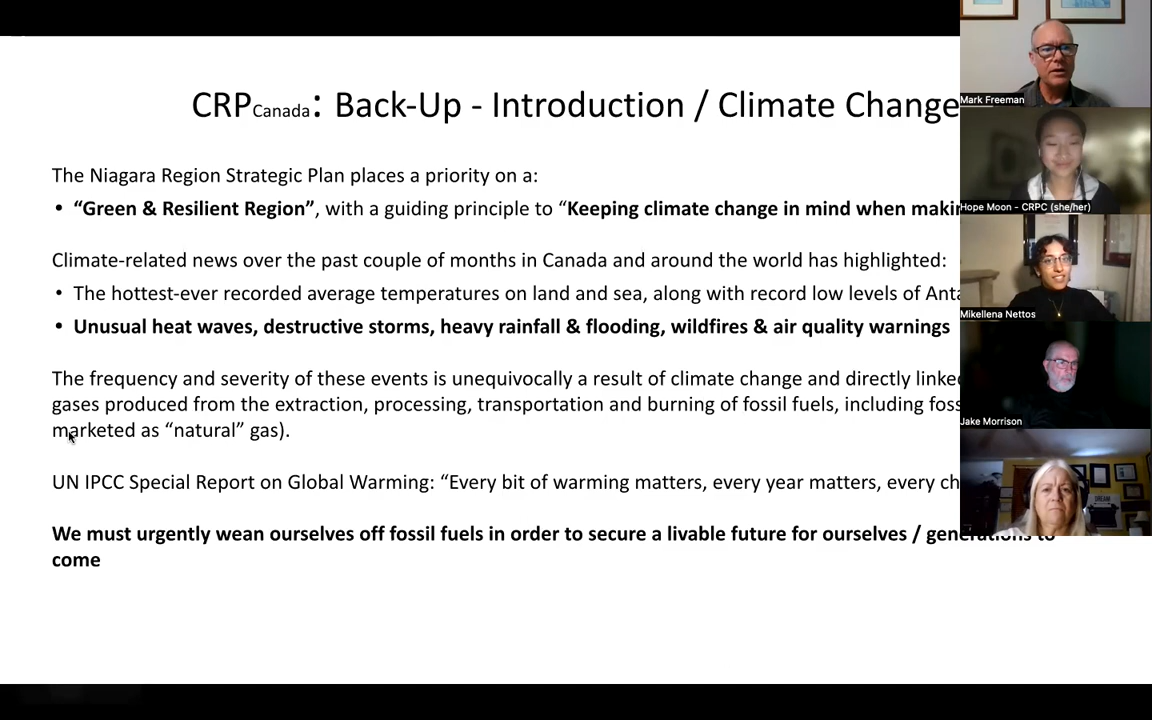 CRPCanada: Back-Up - Introduction / Climate Change
The Niagara Region Strategic Plan places a priority on a:
• “Green & Resilient Region”, with a guiding principle to “Keeping climate change in mind when
Climate-related news over the past couple of months in Canada and around the world has highlighted:
• The hottest-ever recorded average temperatures on land and sea, along with record low levels of
• Unusual heat waves, destructive storms, heavy rainfall & flooding, wildfires & air quality warnings
The frequency and severity of these events is unequivocally a result of climate change and directly
gases produced from the extraction, processing, transportation and burning of fossil fuels, including
marketed as “natural” gas).
UN IPCC Special Report on Global Warming: “Every bit of warming matters, every year matters, every
We must urgently wean ourselves off fossil fuels in order to secure a livable future for ourselves / generations to
come
Mark Freeman
Hope Moon - CRPC (she/her)
Mikellena Nettos
Jake Morrison
DREAM